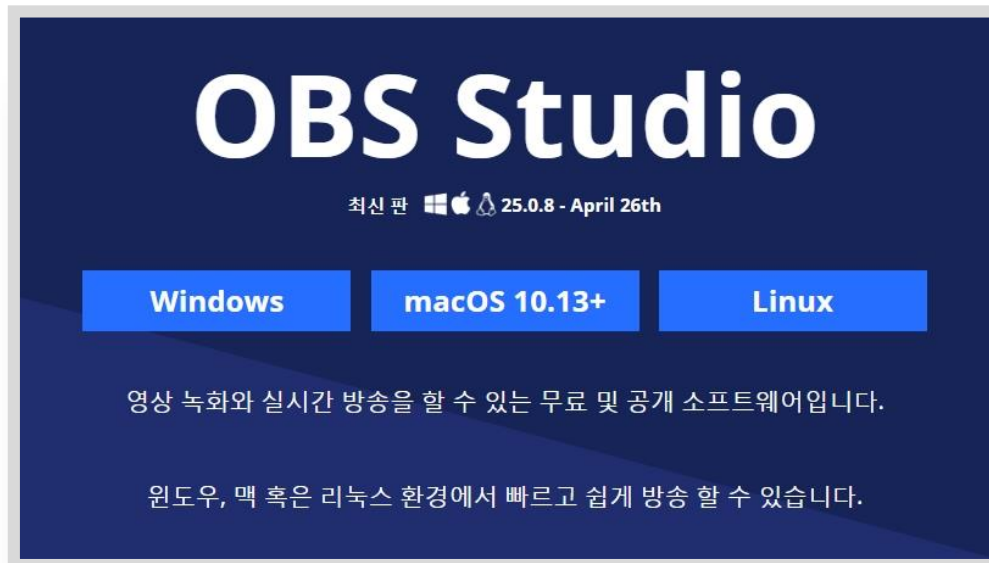 OBS Studio
최신 판 25.0.8 - April 26th
Windows
macOS 10.13+
Linux
영상 녹화와 실시간 방송을 할 수 있는 무료 및 공개 소프트웨어입니다.
윈도우, 맥 혹은 리눅스 환경에서 빠르고 쉽게 방송 할 수 있습니다.